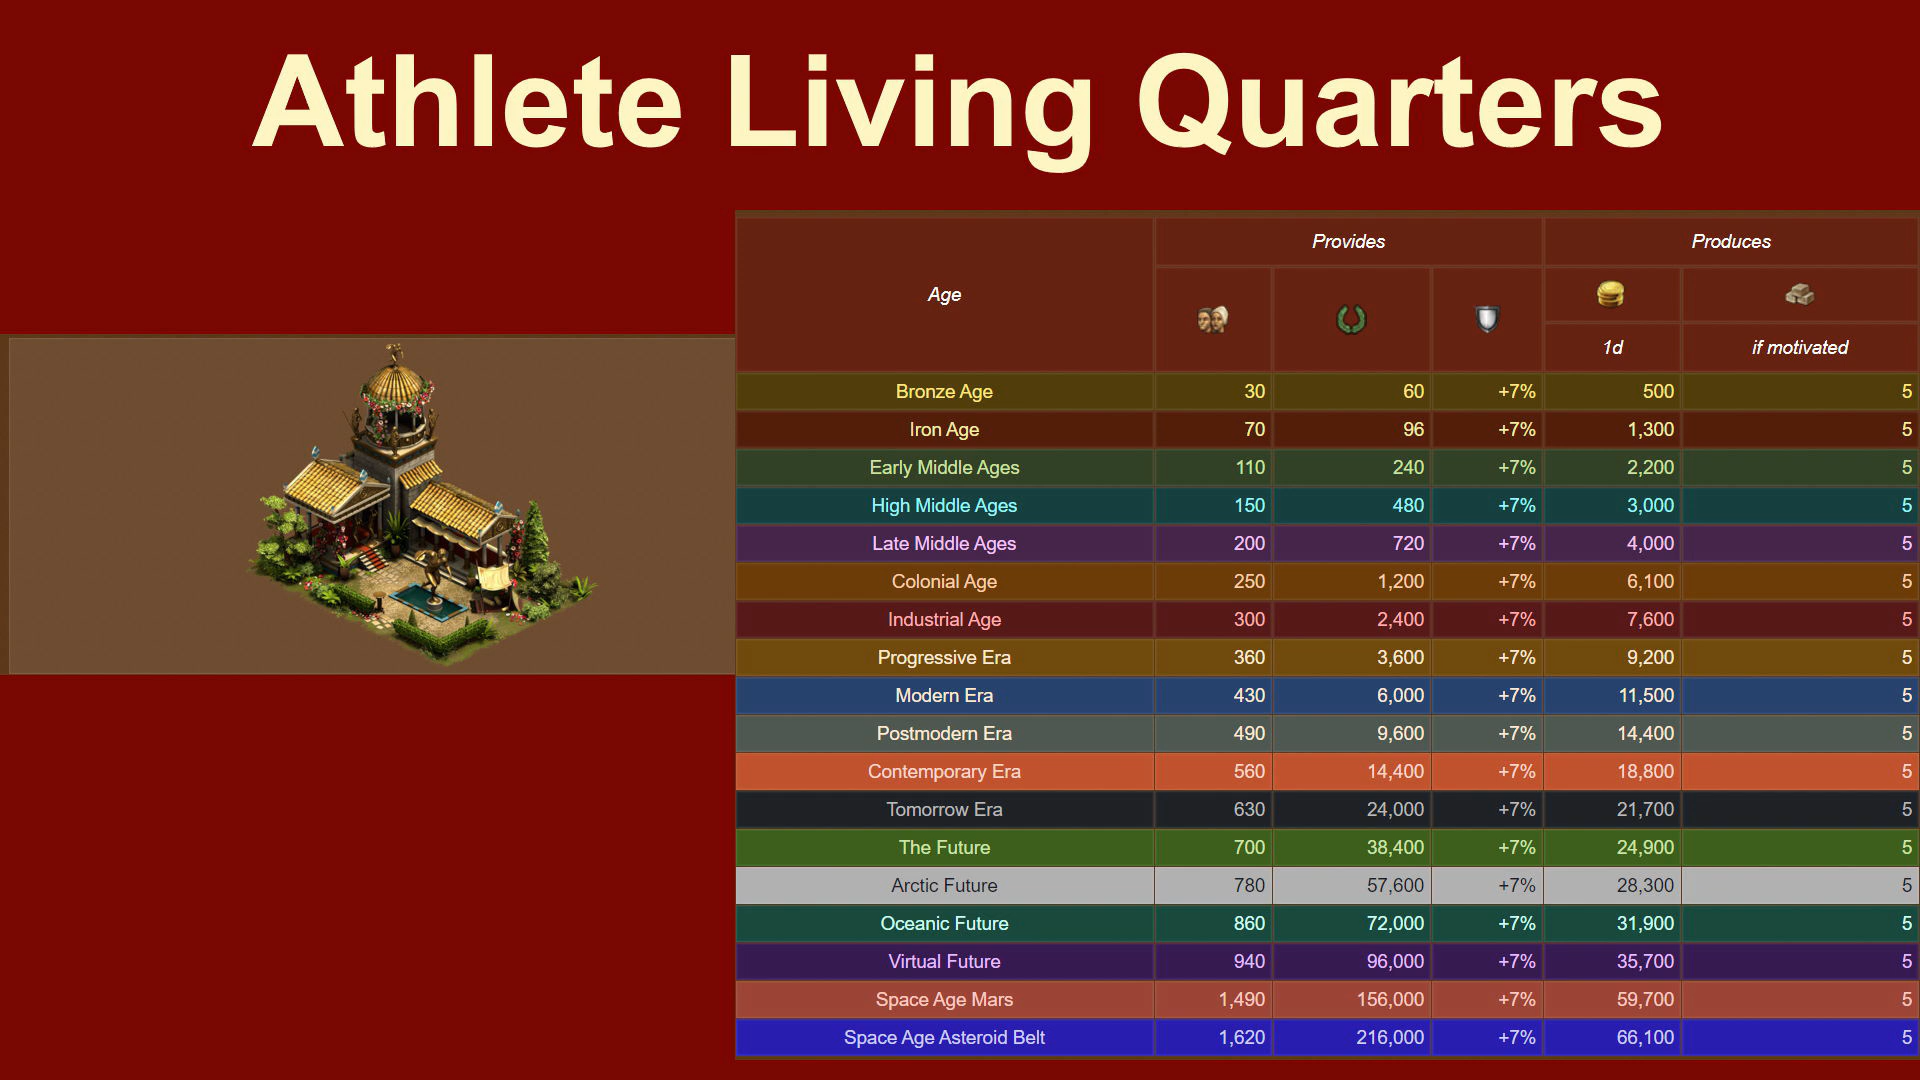 Athlete Living Quarters
Age Provides Produces
1d if motivated
Bronze Age 30 60 +7% 500 5
Iron Age 70 96 +7% 1,300 5
Early Middle Ages 110 240 +7% 2,200 5
High Middle Ages 150 480 +7% 3,000 5
Late Middle Ages 200 720 +7% 4,000 5
Colonial Age 250 1,200 +7% 6,100 5
Industrial Age 300 2,400 +7% 7,600 5
Progressive Era 360 3,600 +7% 9,200 5
Modern Era 430 6,000 +7% 11,500 5
Postmodern Era 490 9,600 +7% 14,400 5
Contemporary Era 560 14,400 +7% 18,800 5
Tomorrow Era 630 24,000 +7% 21,700 5
The Future 700 38,400 +7% 24,900 5
Arctic Future 780 57,600 +7% 28,300 5
Oceanic Future 860 72,000 +7% 31,900 5
Virtual Future 940 96,000 +7% 35,700 5
Space Age Mars 1,490 156,000 +7% 59,700 5
Space Age Asteroid Belt 1,620 216,000 +7% 66,100 5